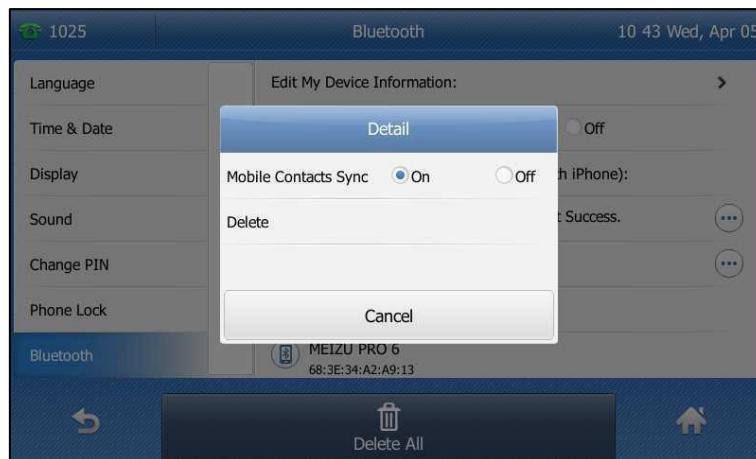 1025 Bluetooth 10 43 Wed, Apr 05
Language
Edit My Device Information:
Time & Date
Off
Display
h iPhone):
Sound
t Success.
Change PIN
Phone Lock
Bluetooth
Detail
Mobile Contacts Sync On Off
Delete
Cancel
MEIZU PRO 6
68:3E:34:A2:A9:13
Delete All